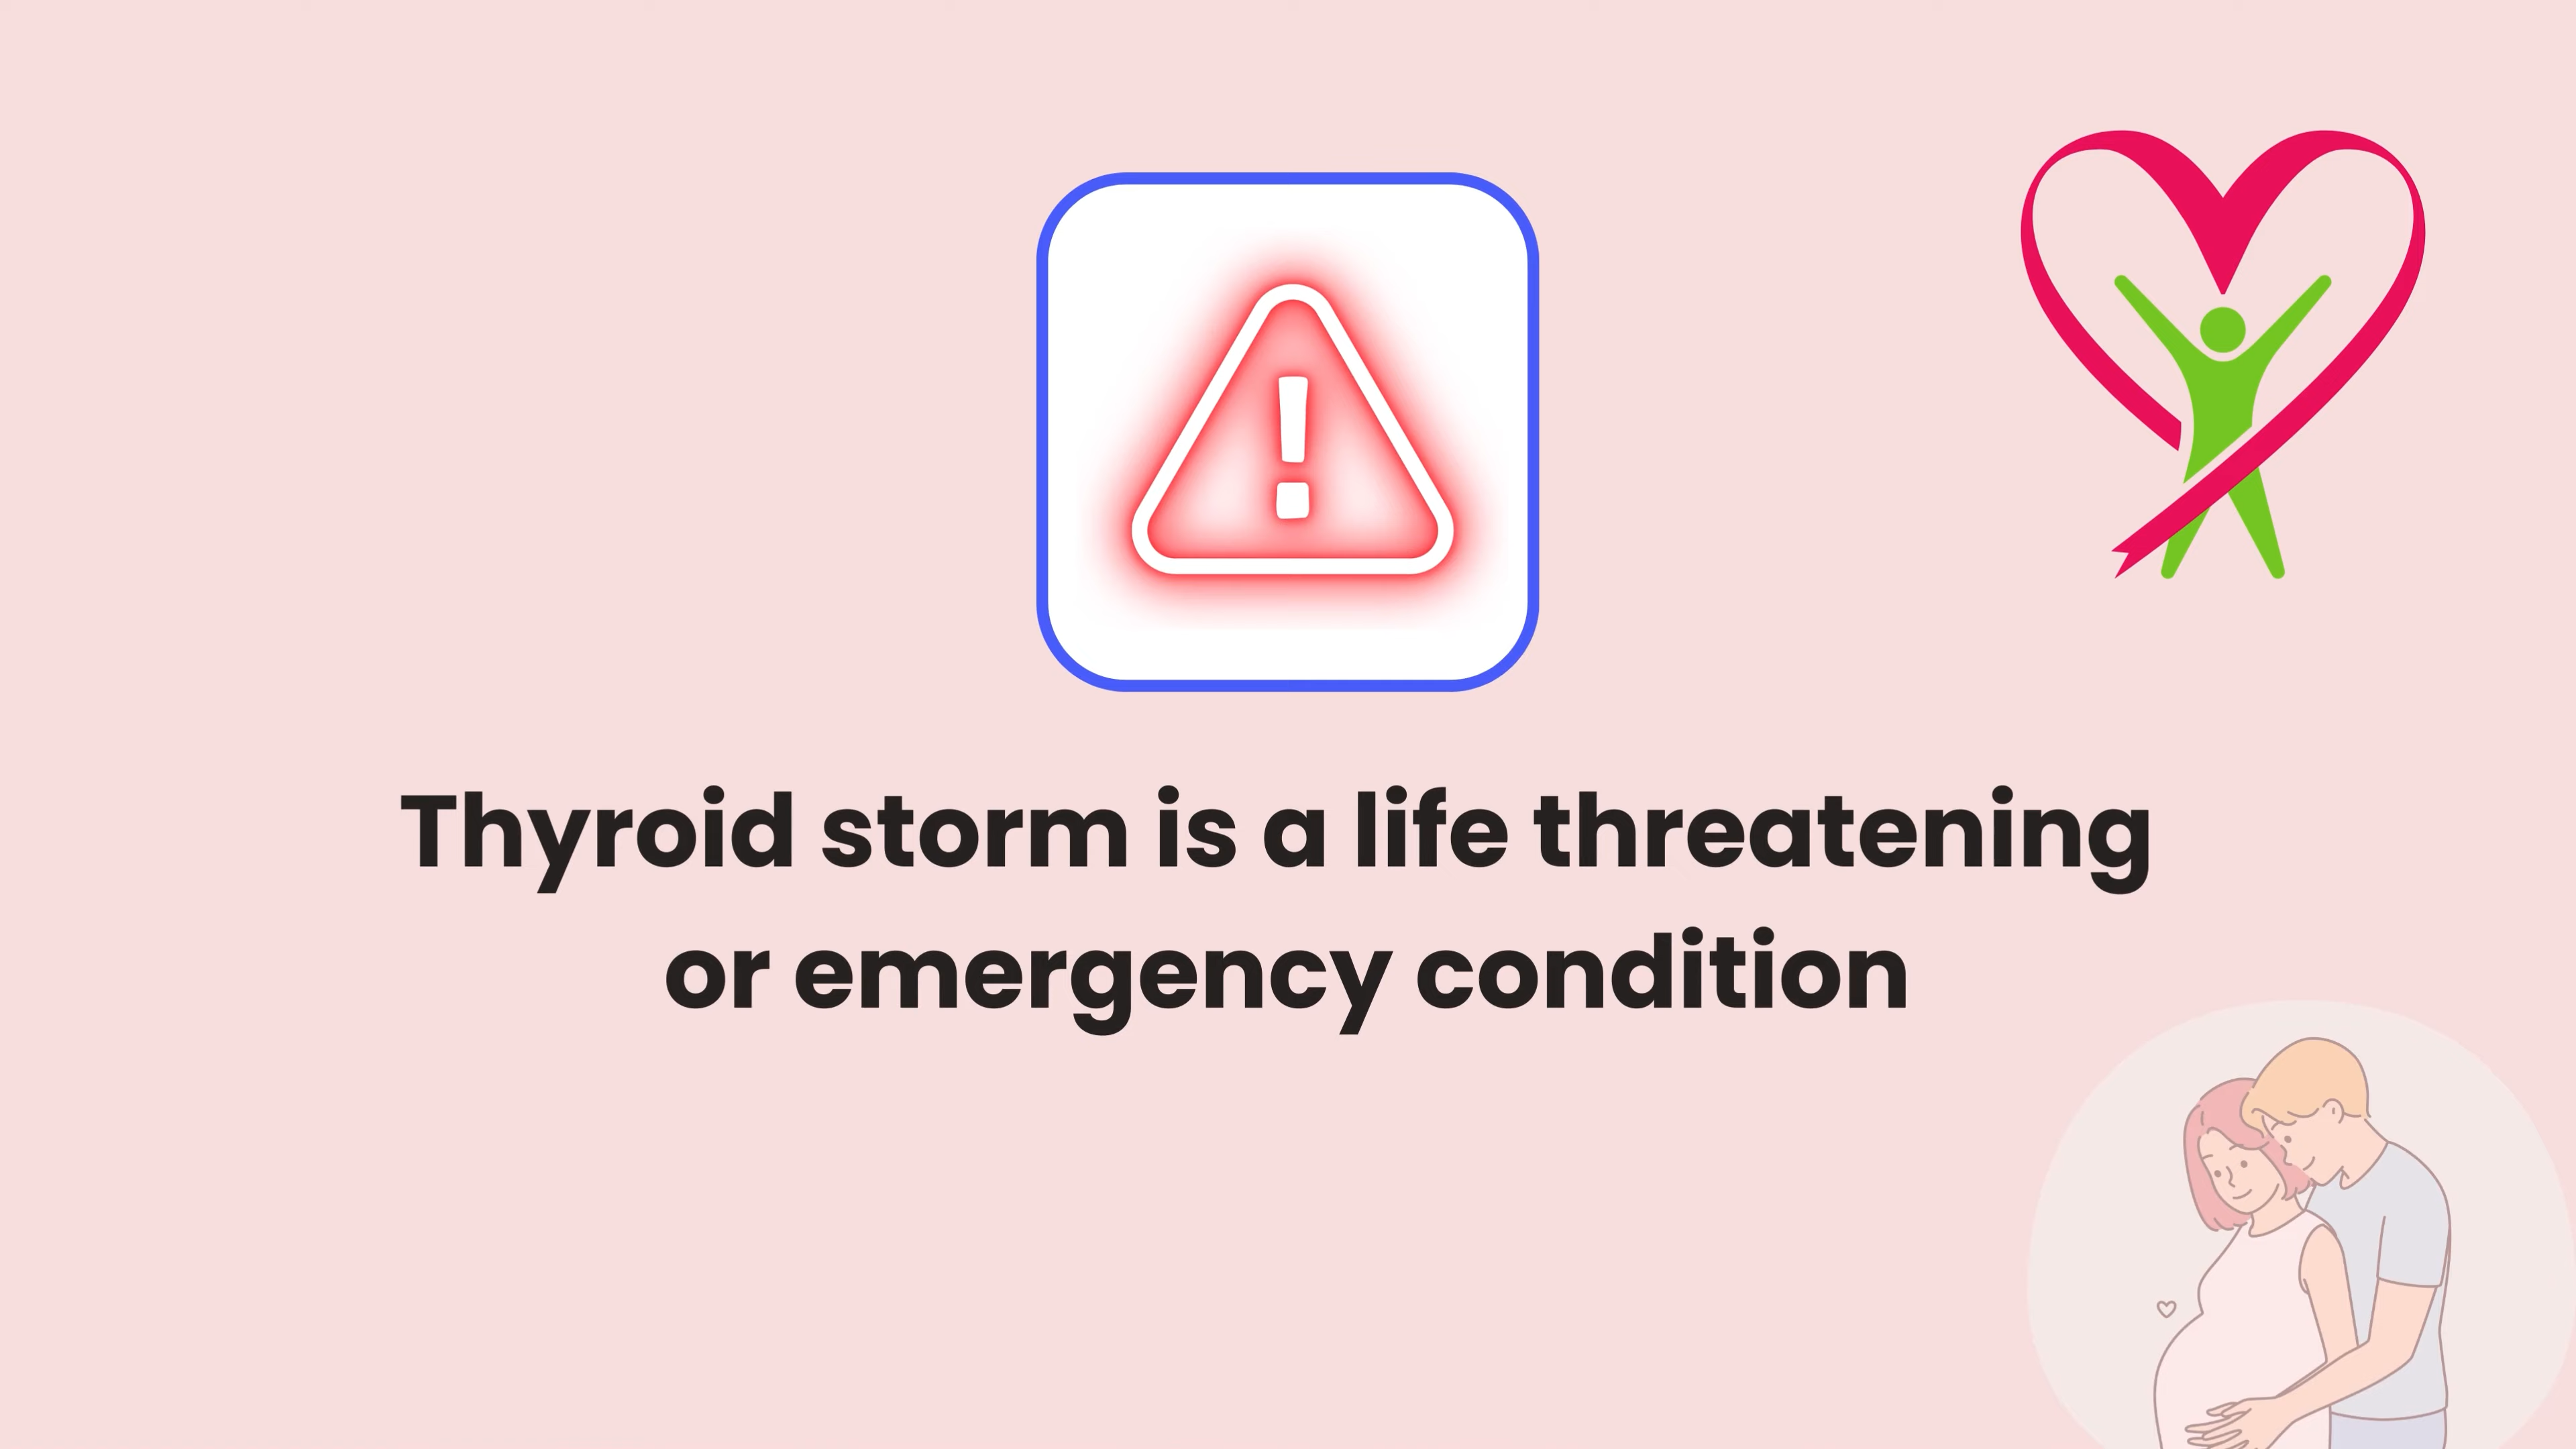 Thyroid storm is a life threatening
or emergency condition